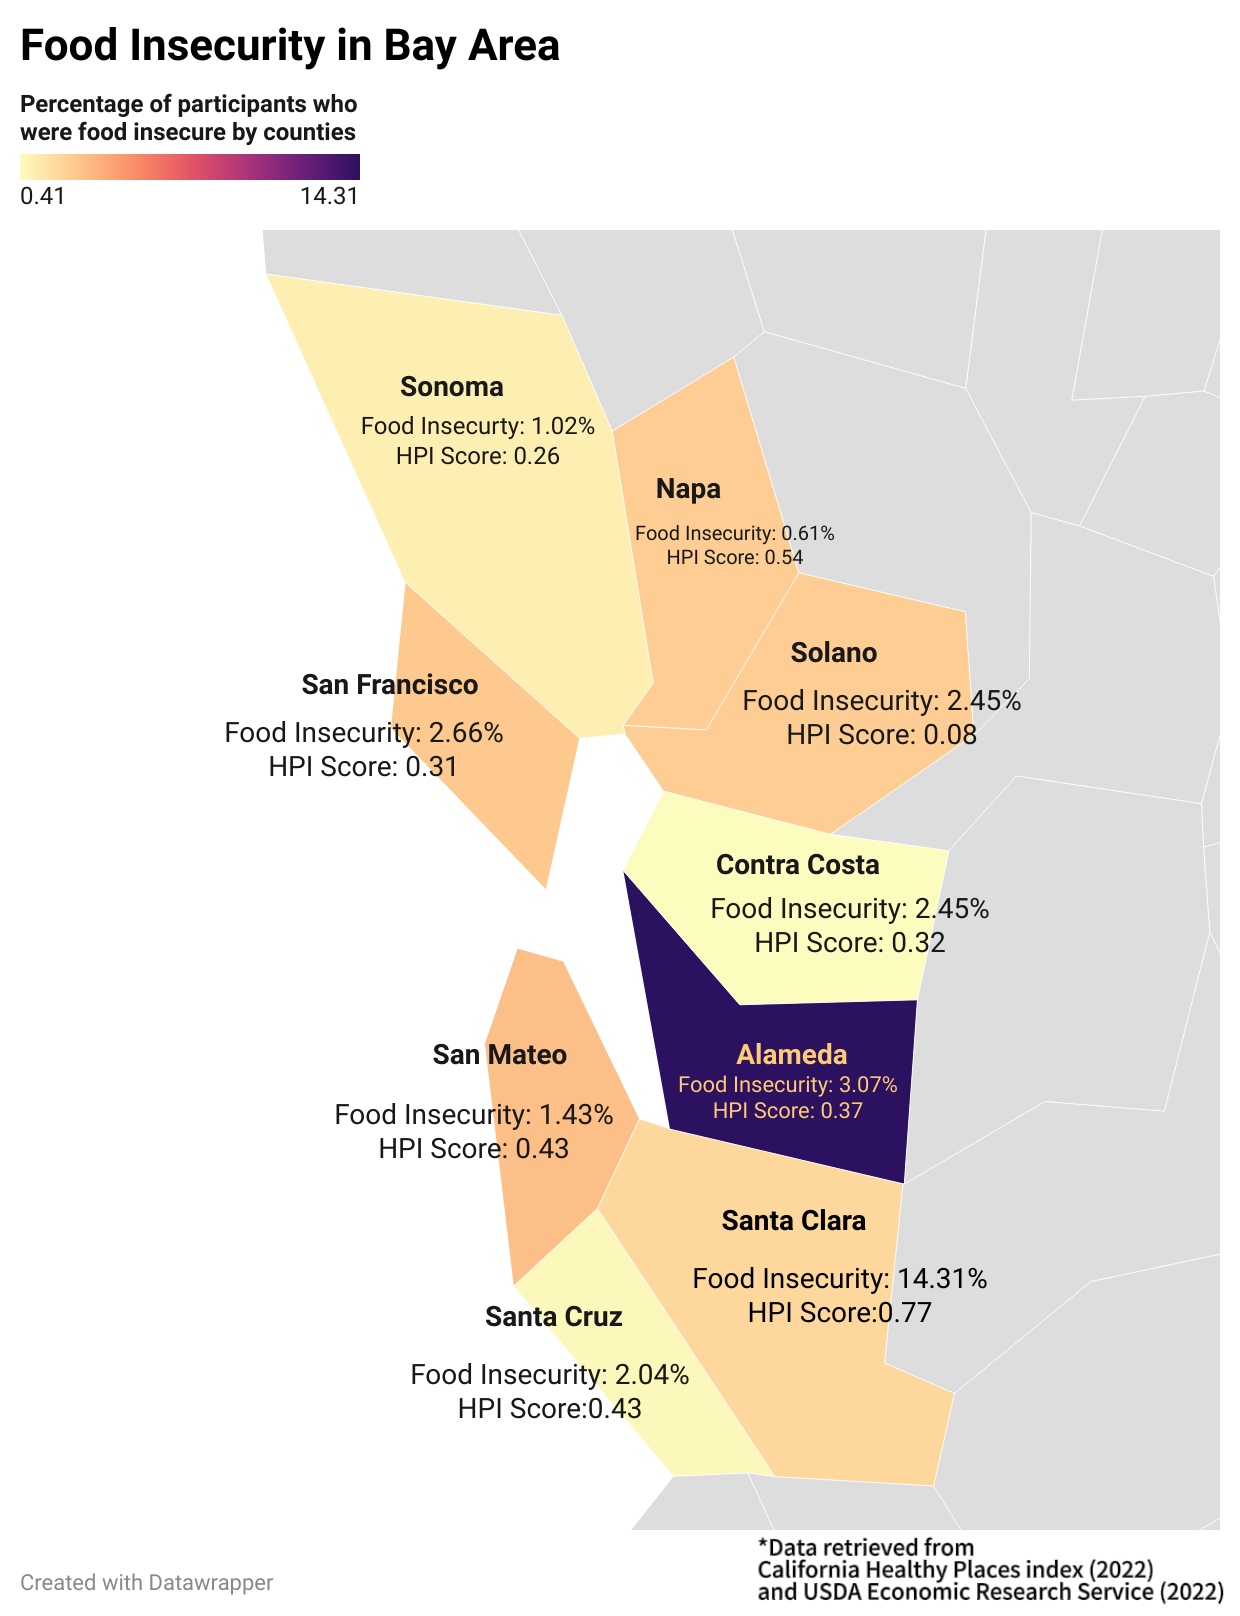 Food Insecurity in Bay Area
Percentage of participants who
were food insecure by counties
0.41 14.31
Sonoma
Food Insecurty: 1.02%
HPI Score: 0.26
Napa
Food Insecurity: 0.61%
HPI Score: 0.54
Solano
Food Insecurity: 2.45%
HPI Score: 0.08
San Francisco
Food Insecurity: 2.66%
HPI Score: 0.31
Contra Costa
Food Insecurity: 2.45%
HPI Score: 0.32
Alameda
Food Insecurity: 3.07%
HPI Score: 0.37
San Mateo
Food Insecurity: 1.43%
HPI Score: 0.43
Santa Clara
Food Insecurity: 14.31%
HPI Score:0.77
Santa Cruz
Food Insecurity: 2.04%
HPI Score:0.43
*Data retrieved from
California Healthy Places index (2022)
and USDA Economic Research Service (2022)
Created with Datawrapper